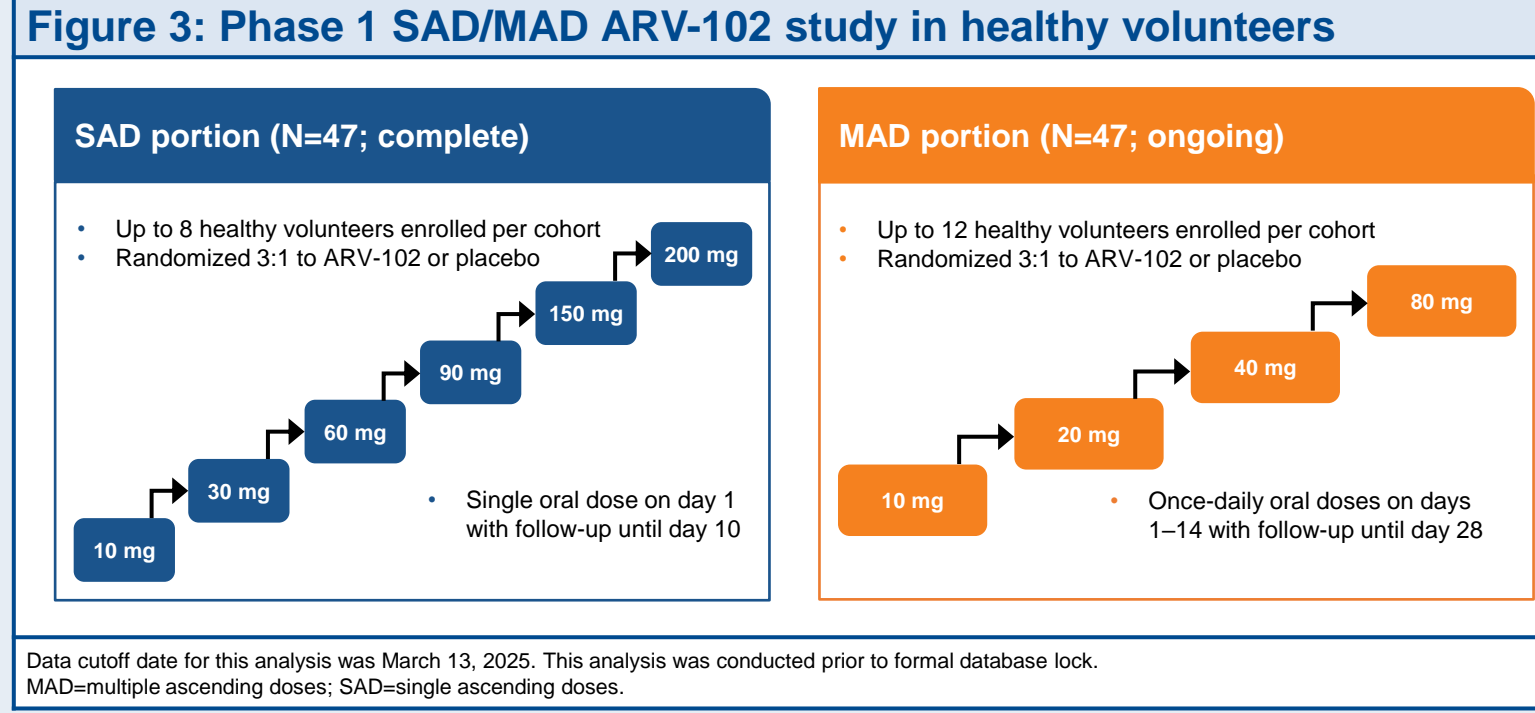 Figure 3: Phase 1 SAD/MAD ARV-102 study in healthy volunteers
SAD portion (N=47; complete)
• Up to 8 healthy volunteers enrolled per cohort
• Randomized 3:1 to ARV-102 or placebo
200 mg
150 mg
90 mg
60 mg
30 mg
10 mg
• Single oral dose on day 1
with follow-up until day 10
MAD portion (N=47; ongoing)
• Up to 12 healthy volunteers enrolled per cohort
• Randomized 3:1 to ARV-102 or placebo
80 mg
40 mg
20 mg
10 mg
• Once-daily oral doses on days
1–14 with follow-up until day 28
Data cutoff date for this analysis was March 13, 2025. This analysis was conducted prior to formal database lock.
MAD=multiple ascending doses; SAD=single ascending doses.